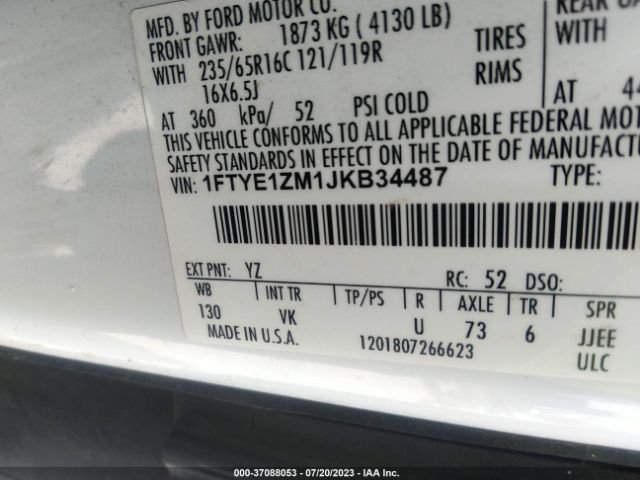 MFD. BY FORD MOTOR CO.
FRONT GAWR: 1873 KG ( 4130 LB)
WITH 235/65R16C 121/119R TIRES
16X6.5J RIMS
AT 360 kPa/ 52 PSI COLD
REAR
WITH
AT 44
THIS VEHICLE CONFORMS TO ALL APPLICABLE FEDERAL MOT
SAFETY STANDARDS IN EFFECT ON THE DATE OF MA
VIN: 1FTYE1ZM1JKB34487 TYPE:
EXT PNT: YZ RC: 52 DSO:
WB INT TR TP/PS R AXLE TR SPR
130 VK U 73 6 JJEE
MADE IN U.S.A. 1201807266623 ULC
000-37088053 - 07/20/2023 - IAA Inc.